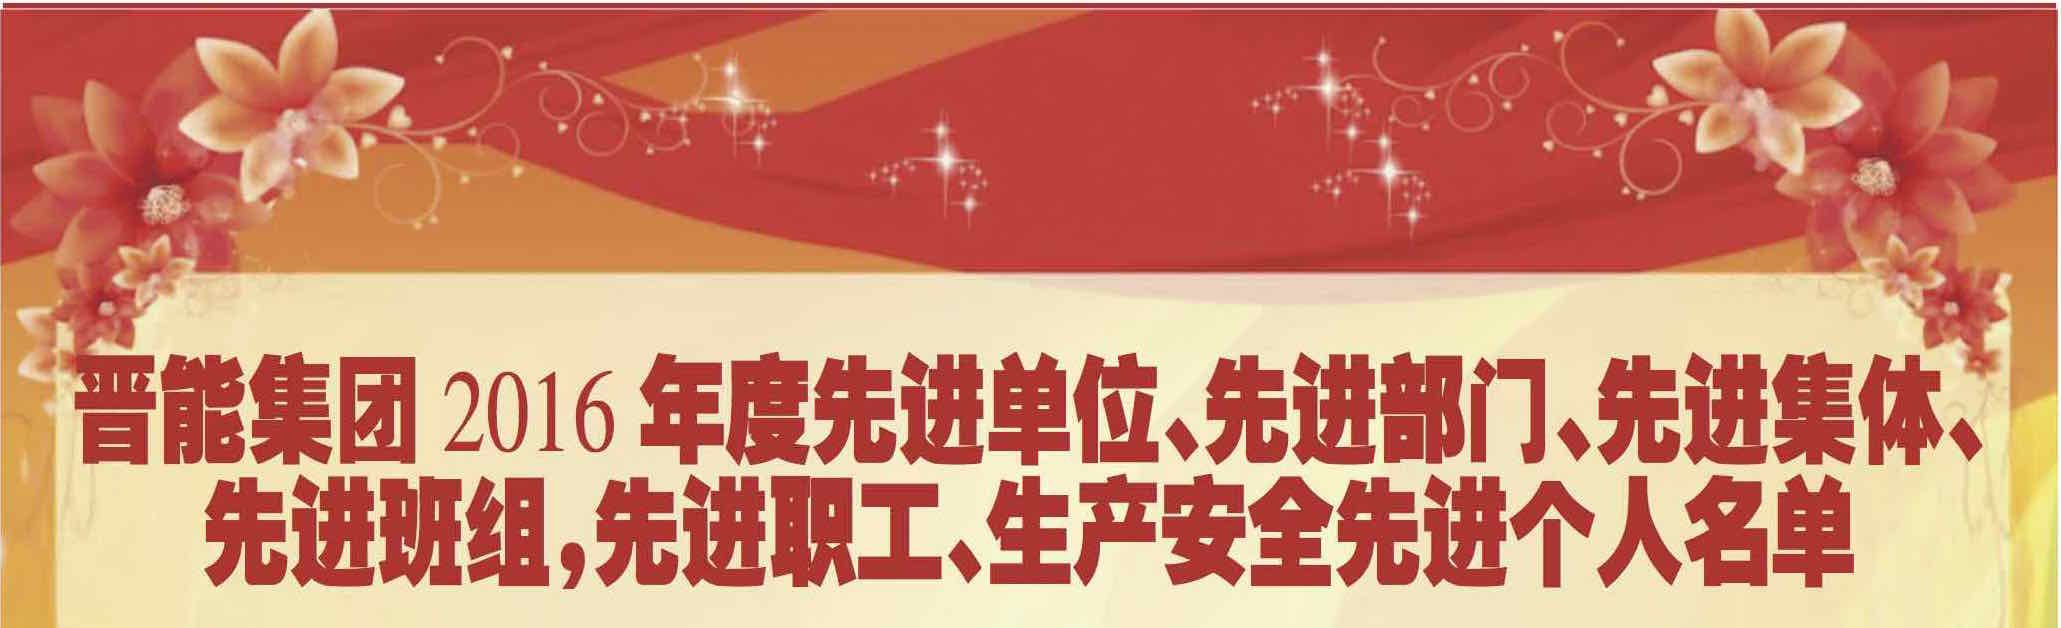 晋能集团 2016 年度先进单位、先进部门、先进集体、
先进班组,先进职工、生产安全先进个人名单